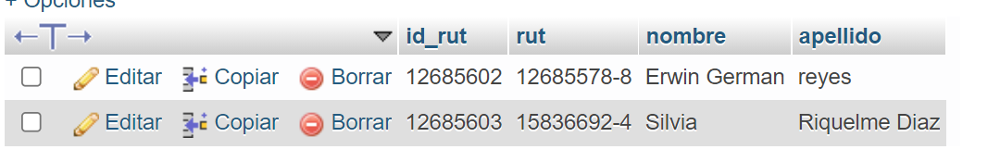 + Opciones
←T→ id_rut rut nombre apellido
Editar Copiar Borrar 12685602 12685578-8 Erwin German reyes
Editar Copiar Borrar 12685603 15836692-4 Silvia Riquelme Diaz